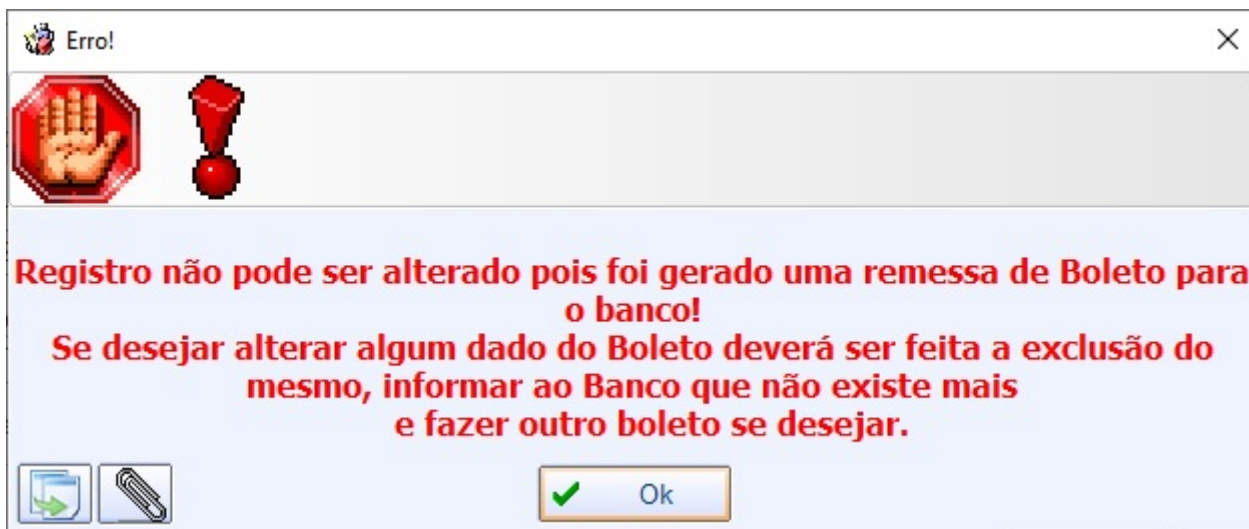 Erro!
Registro não pode ser alterado pois foi gerado uma remessa de Boleto para
o banco!
Se desejar alterar algum dado do Boleto deverá ser feita a exclusão do
mesmo, informar ao Banco que não existe mais
e fazer outro boleto se desejar.
Ok